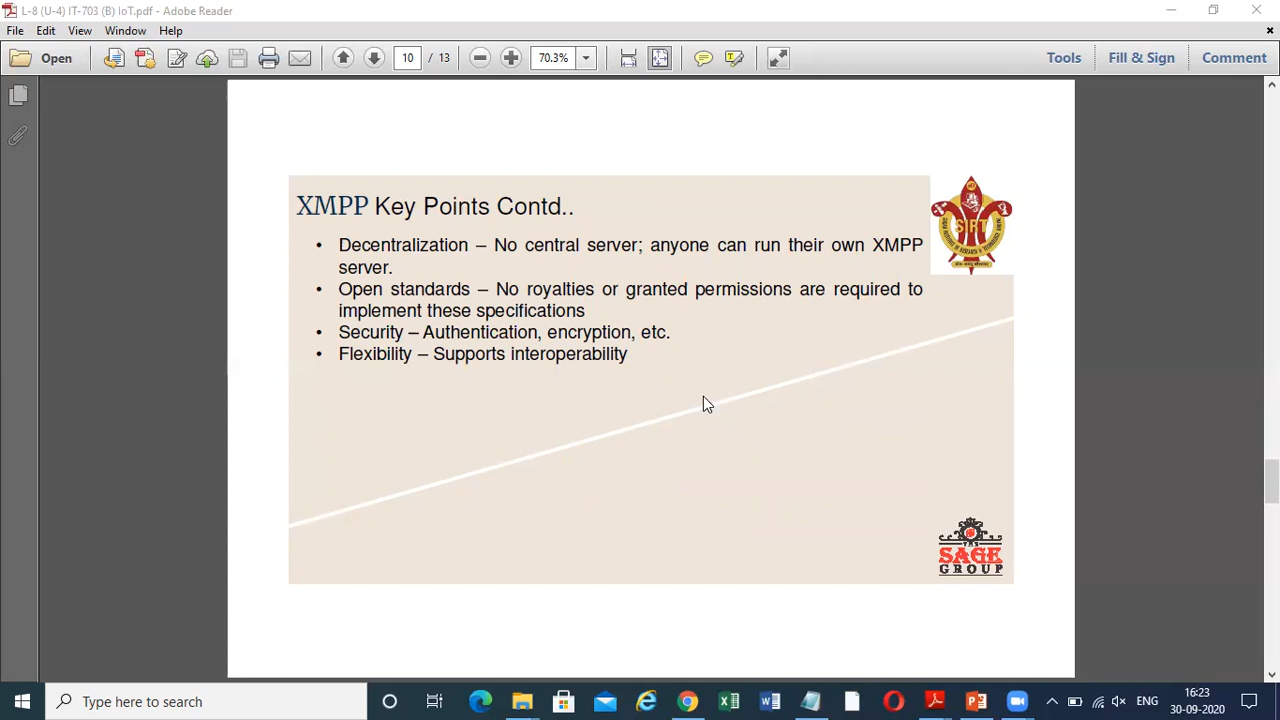 L-8 (U-4) IT-703 (B) IoT.pdf - Adobe Reader
File Edit View Window Help
Open 10 / 13 70.3% Tools Fill & Sign Comment
XMPP Key Points Contd..
• Decentralization – No central server; anyone can run their own XMPP
server.
• Open standards – No royalties or granted permissions are required to
implement these specifications
• Security – Authentication, encryption, etc.
• Flexibility – Supports interoperability
SIRT
THE
SAGE
GROUP
Type here to search
ENG
16:23
30-09-2020